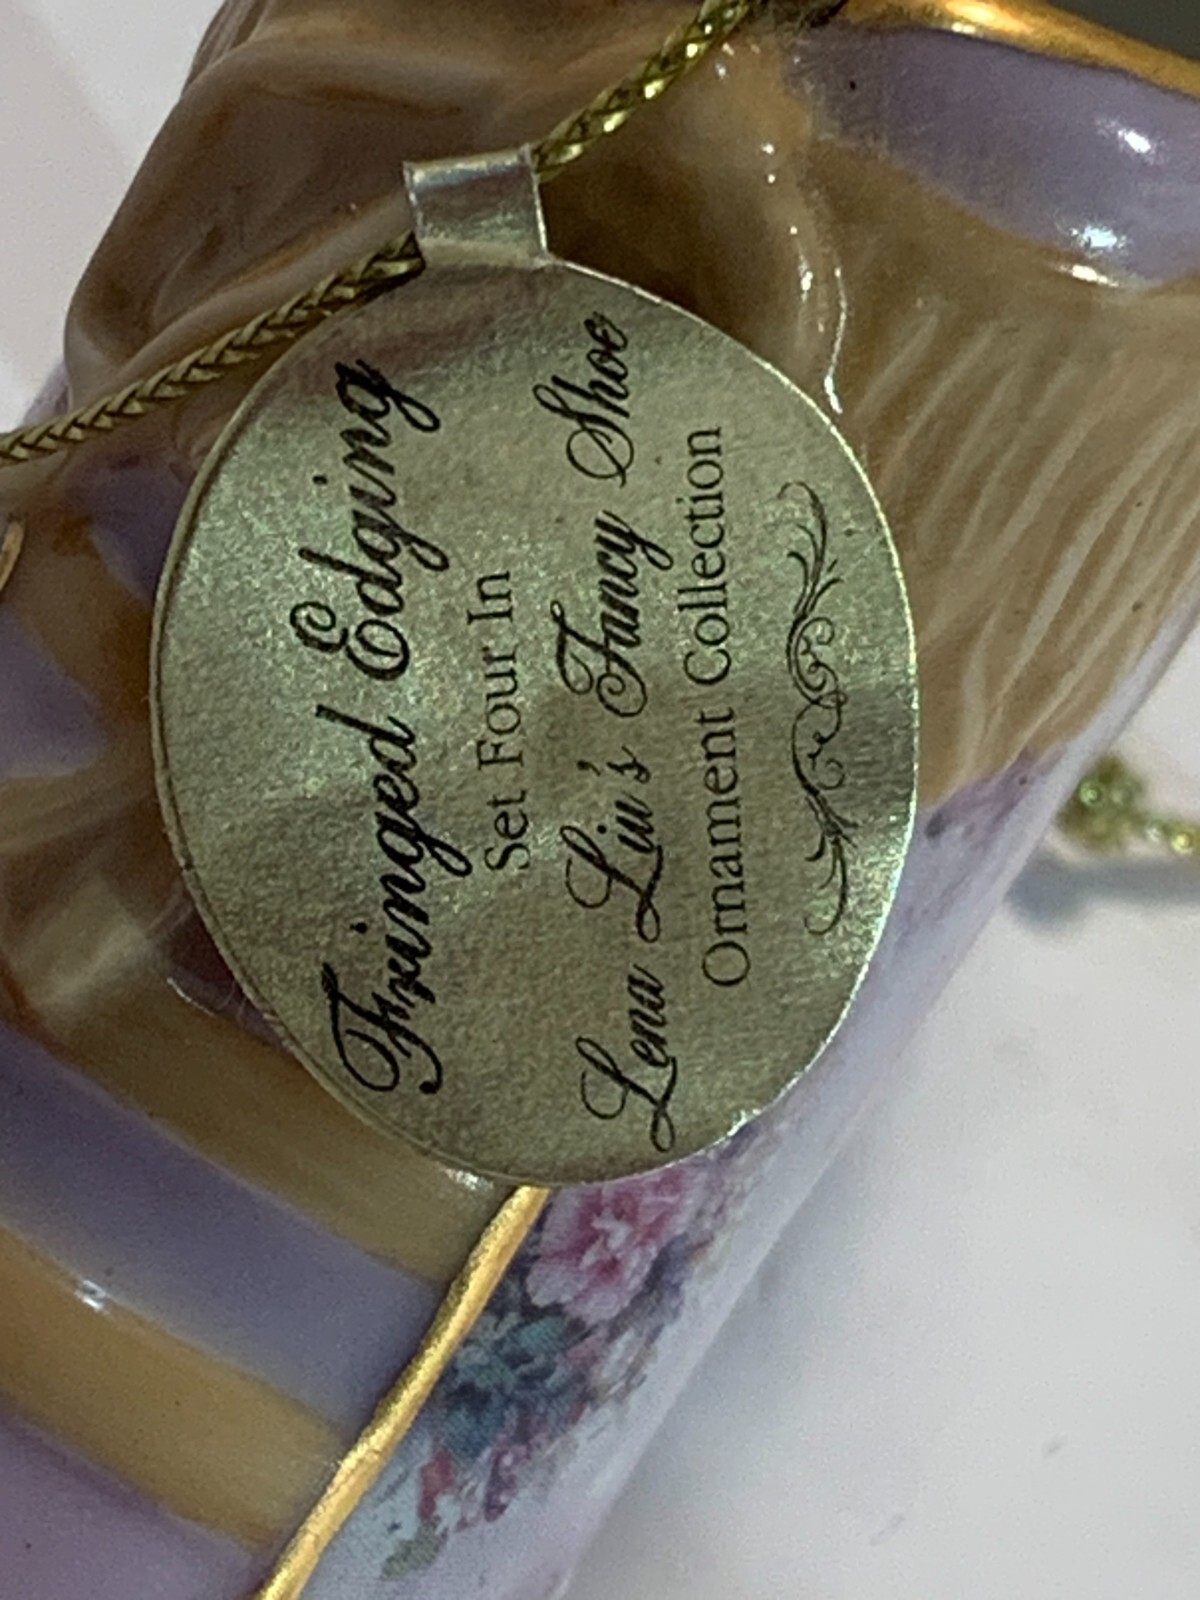 Fringed Edging
Set Four In
Lena Liu's Fancy Shoe
Ornament Collection